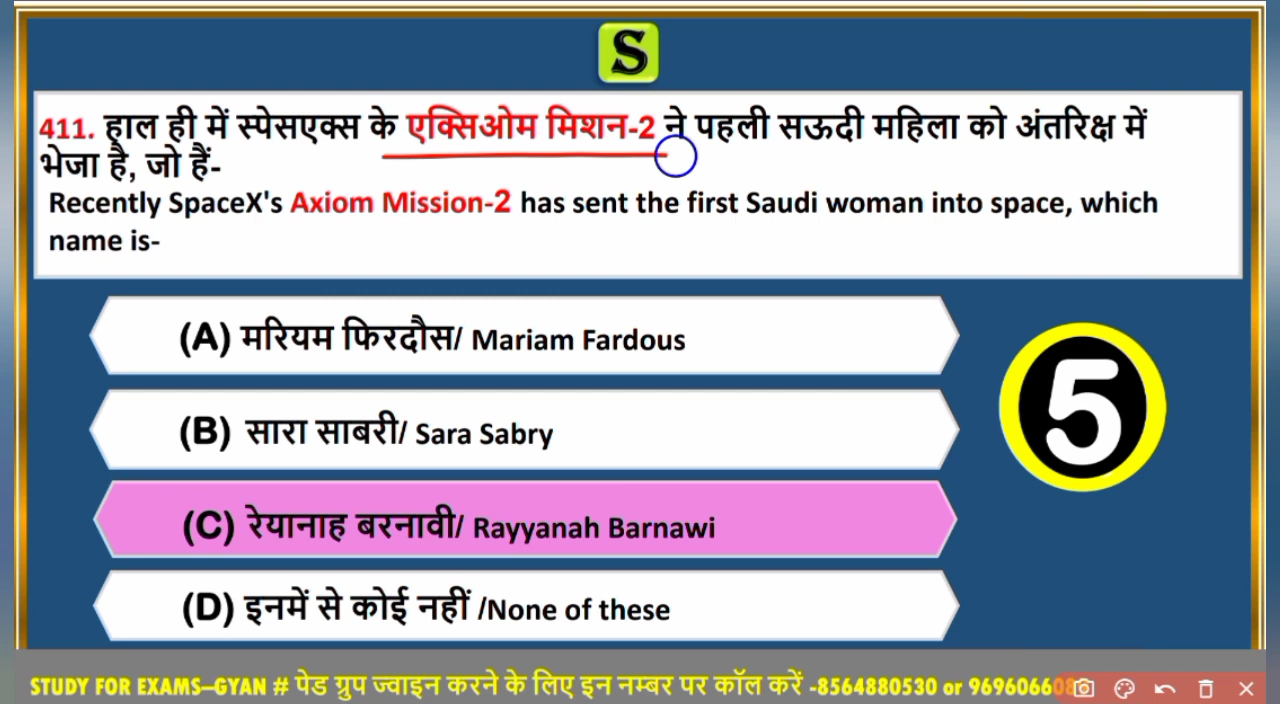 S
411. हाल ही में स्पेसएक्स के एक्सिओम मिशन-2 ने पहली सऊदी महिला को अंतरिक्ष में
भेजा है, जो हैं-
Recently SpaceX's Axiom Mission-2 has sent the first Saudi woman into space, which
name is-
(A) मरियम फिरदौस/ Mariam Fardous
(B) सारा साबरी/ Sara Sabry
5
(C) रेयानाह बरनावी/ Rayyanah Barnawi
(D) इनमें से कोई नहीं /None of these
STUDY FOR EXAMS–GYAN # पेड ग्रुप ज्वाइन करने के लिए इन नम्बर पर कॉल करें -8564880530 or